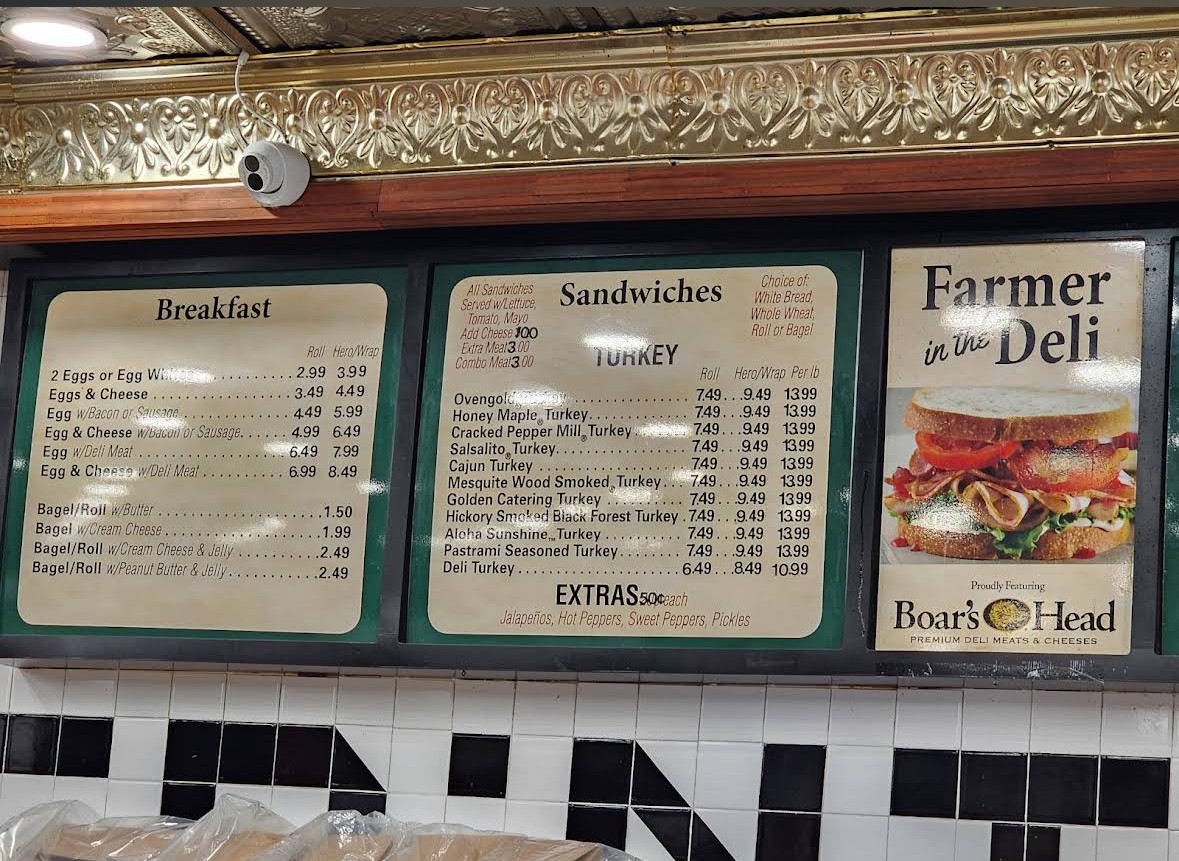 Breakfast
Roll Hero/Wrap
2 Eggs or Egg ..........2.99 3.99
Eggs & Cheese ..........3.49 4.49
Egg w/Bacon or Sausage..........4.49 5.99
Egg & Cheese w/Bacon or Sausage......4.99 6.49
Egg w/Deli Meat ..........6.49 7.99
Egg & Cheese w/Deli Meat ..........6.99 8.49
Bagel/Roll w/Butter ..........1.50
Bagel w/Cream Cheese ..........1.99
Bagel/Roll w/Cream Cheese & Jelly..........2.49
Bagel/Roll w/Peanut Butter & Jelly..........2.49
All Sandwiches
Served w/Lettuce,
Tomato, Mayo
Add Cheese 1.00
Extra Meat 3.00
Combo Meat 3.00
Sandwiches
Choice of:
White Bread,
Whole Wheat,
Roll or Bagel
TURKEY
Roll Hero/Wrap Per lb
Ovengold ..........7.49...9.49 13.99
Honey Maple® Turkey..........7.49...9.49 13.99
Cracked Pepper Mill® Turkey..........7.49...9.49 13.99
Salsalito® Turkey..........7.49...9.49 13.99
Cajun Turkey ..........7.49...9.49 13.99
Mesquite Wood Smoked® Turkey....7.49...9.49 13.99
Golden Catering Turkey ..........7.49...9.49 13.99
Hickory Smoked Black Forest Turkey .7.49...9.49 13.99
Aloha Sunshine™ Turkey..........7.49...9.49 13.99
Pastrami Seasoned Turkey..........7.49...9.49 13.99
Deli Turkey..........6.49...8.49 10.99
EXTRAS 50¢ each
Jalapeños, Hot Peppers, Sweet Peppers, Pickles
Farmer
in the Deli
Proudly Featuring
Boar's Head
PREMIUM DELI MEATS & CHEESES